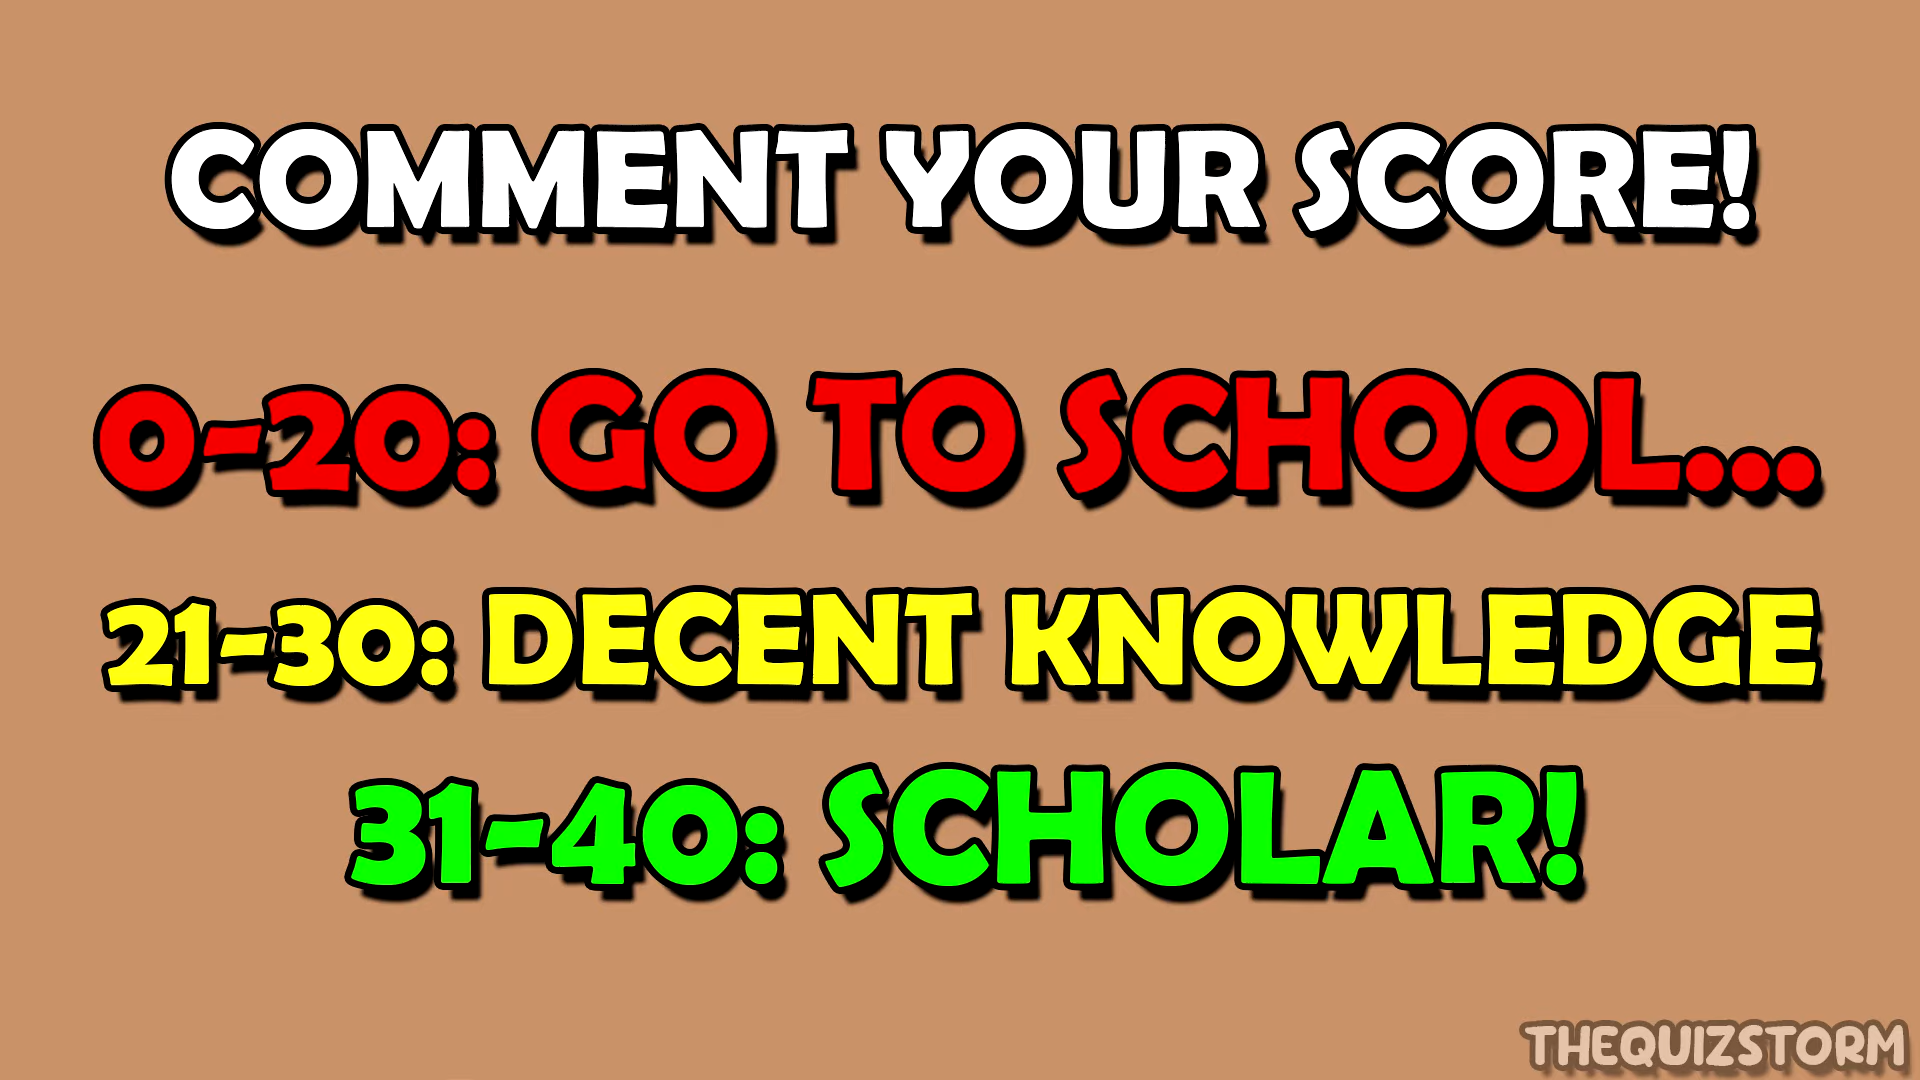 COMMENT YOUR SCORE!
0-20: GO TO SCHOOL...
21-30: DECENT KNOWLEDGE
31-40: SCHOLAR!
THEQUIZSTORM